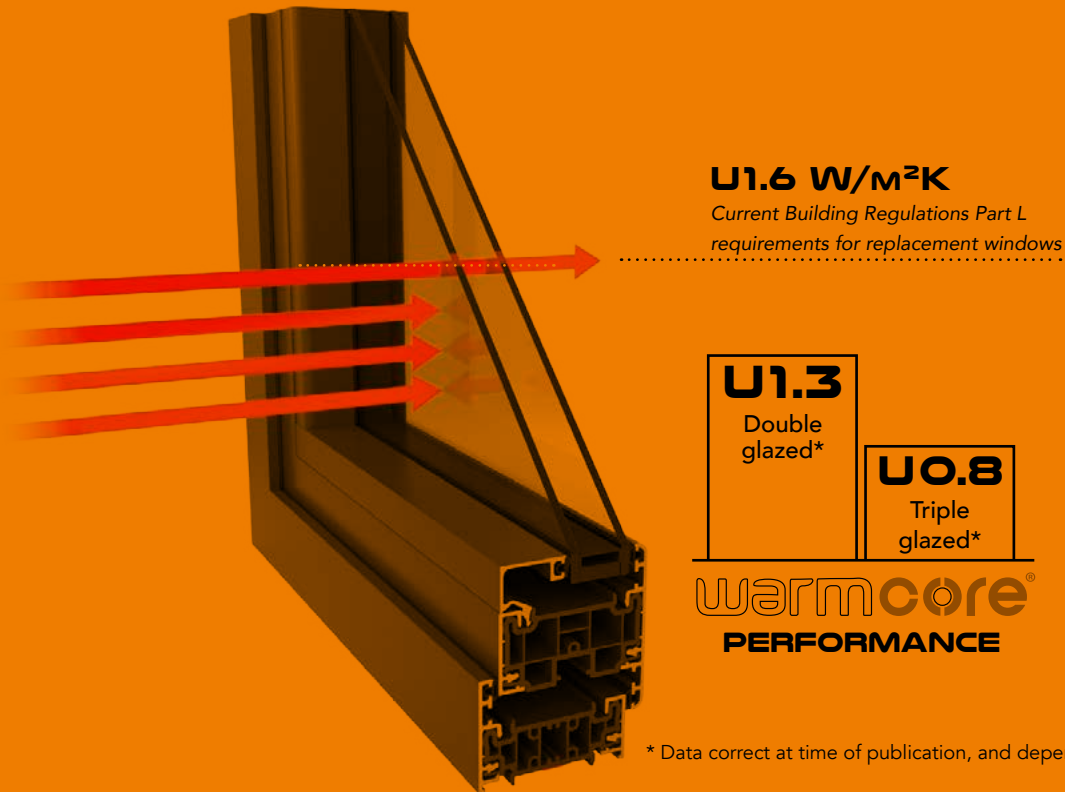 U1.6 W/M²K
Current Building Regulations Part L
requirements for replacement windows
U1.3
Double
glazed*
U0.8
Triple
glazed*
warmcore®
PERFORMANCE
* Data correct at time of publication, and depe